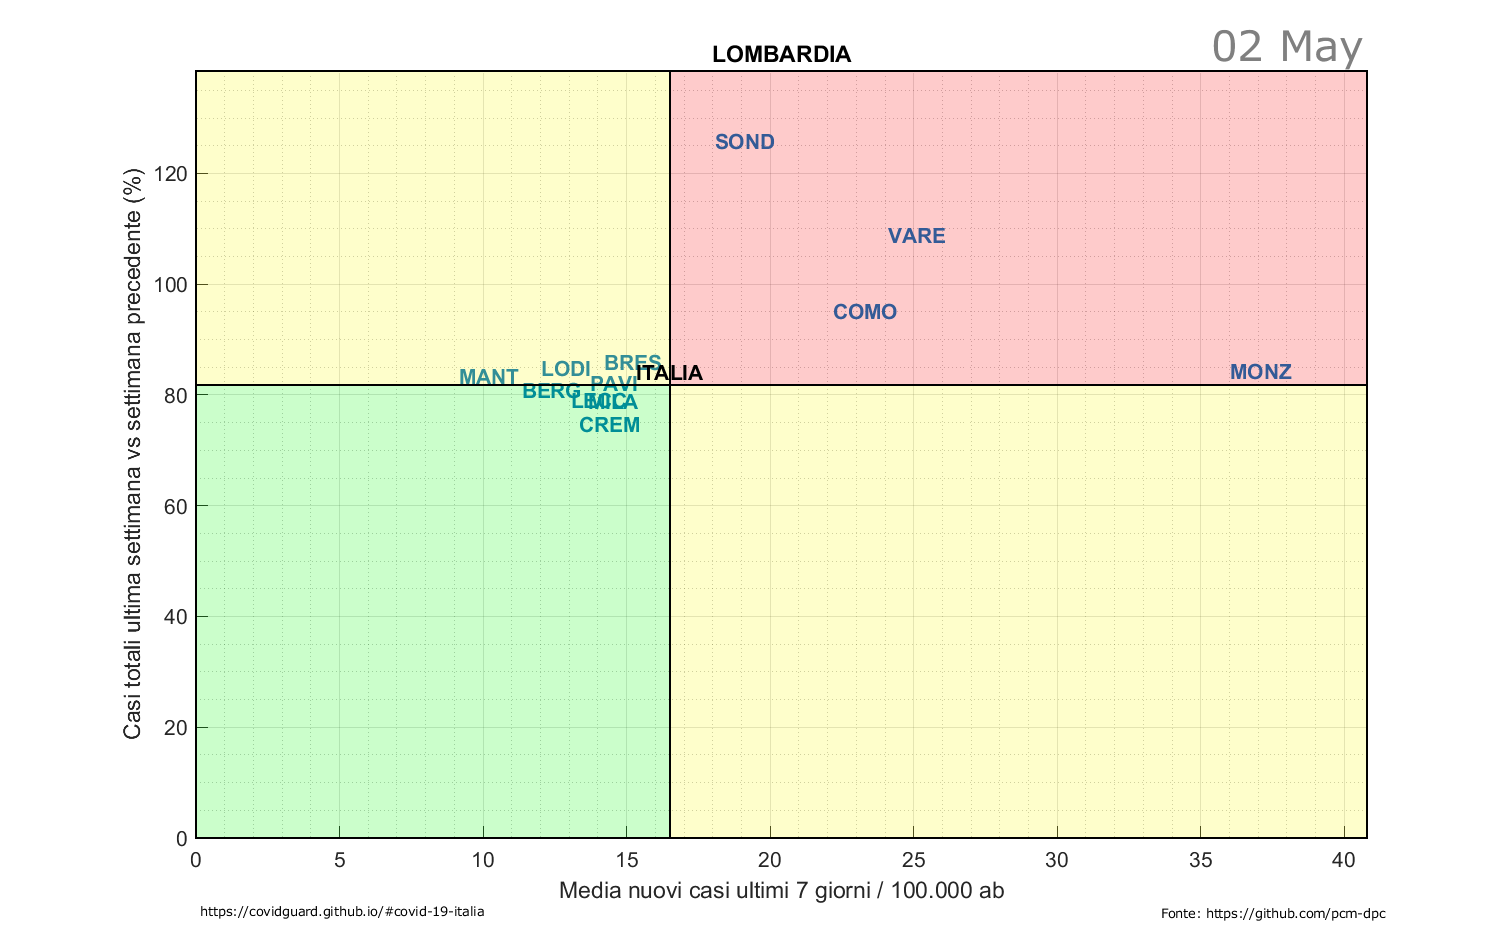 LOMBARDIA
02 May
Casi totali ultima settimana vs settimana precedente (%)
120
100
80
60
40
20
0
SOND
VARE
COMO
MONZ
BRES
LODI
MANT
ITALIA
PAVI
BERG
LECC
MILA
CREM
0 5 10 15 20 25 30 35 40
Media nuovi casi ultimi 7 giorni / 100.000 ab
https://covidguard.github.io/#covid-19-italia
Fonte: https://github.com/pcm-dpc